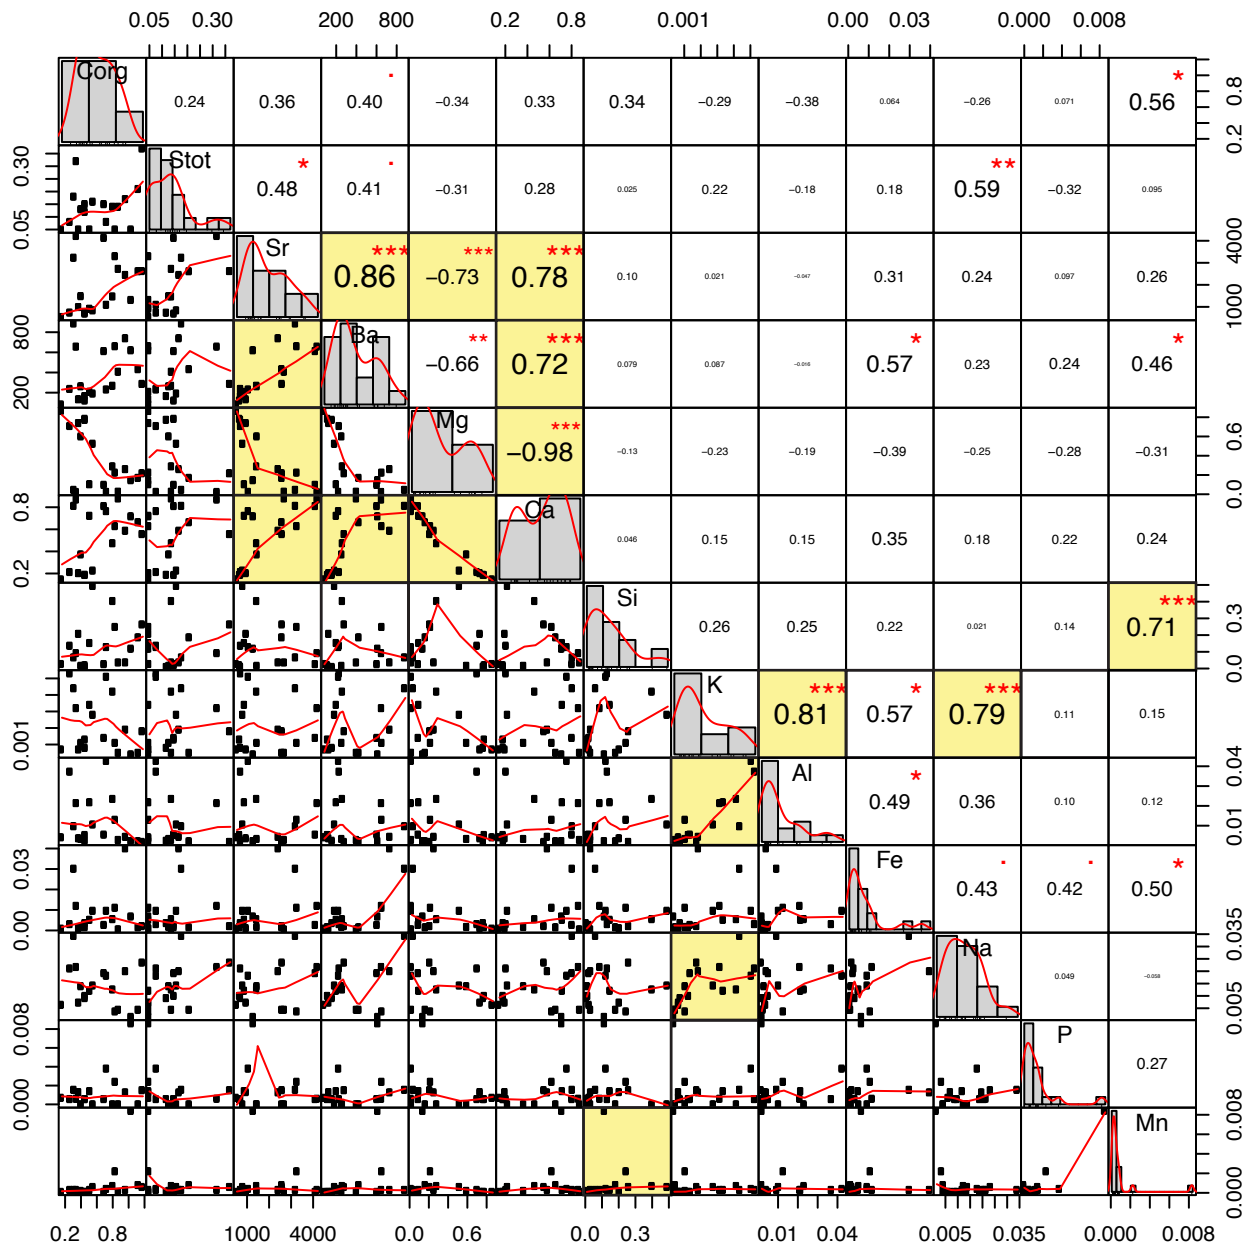 0.05 0.30 200 800 0.2 0.8 0.001 0.00 0.03 0.000 0.008
Corg 0.24 0.36 0.40 . −0.34 0.33 0.34 −0.29 −0.38 0.064 −0.26 0.071 0.56 * 0.2 0.8
0.05 0.30 Stot 0.48 * 0.41 . −0.31 0.28 0.025 0.22 −0.18 0.18 0.59 ** −0.32 0.095
Sr 0.86 *** −0.73 *** 0.78 *** 0.10 0.021 −0.047 0.31 0.24 0.097 0.26 1000 4000
200 800 Ba −0.66 ** 0.72 *** 0.079 0.087 −0.016 0.57 * 0.23 0.24 0.46 *
Mg −0.98 *** −0.13 −0.23 −0.19 −0.39 −0.25 −0.28 −0.31 0.0 0.6
0.2 0.8 Ca 0.046 0.15 0.15 0.35 0.18 0.22 0.24
Si 0.26 0.25 0.22 0.021 0.14 0.71 *** 0.0 0.3
0.001 K 0.81 *** 0.57 * 0.79 *** 0.11 0.15
Al 0.49 * 0.36 0.10 0.12 0.01 0.04
0.00 0.03 Fe 0.43 . 0.42 . 0.50 *
Na 0.049 −0.058 0.005 0.035
0.000 0.008 P 0.27
Mn 0.000 0.008
0.2 0.8 1000 4000 0.0 0.6 0.0 0.3 0.01 0.04 0.005 0.035 0.000 0.008